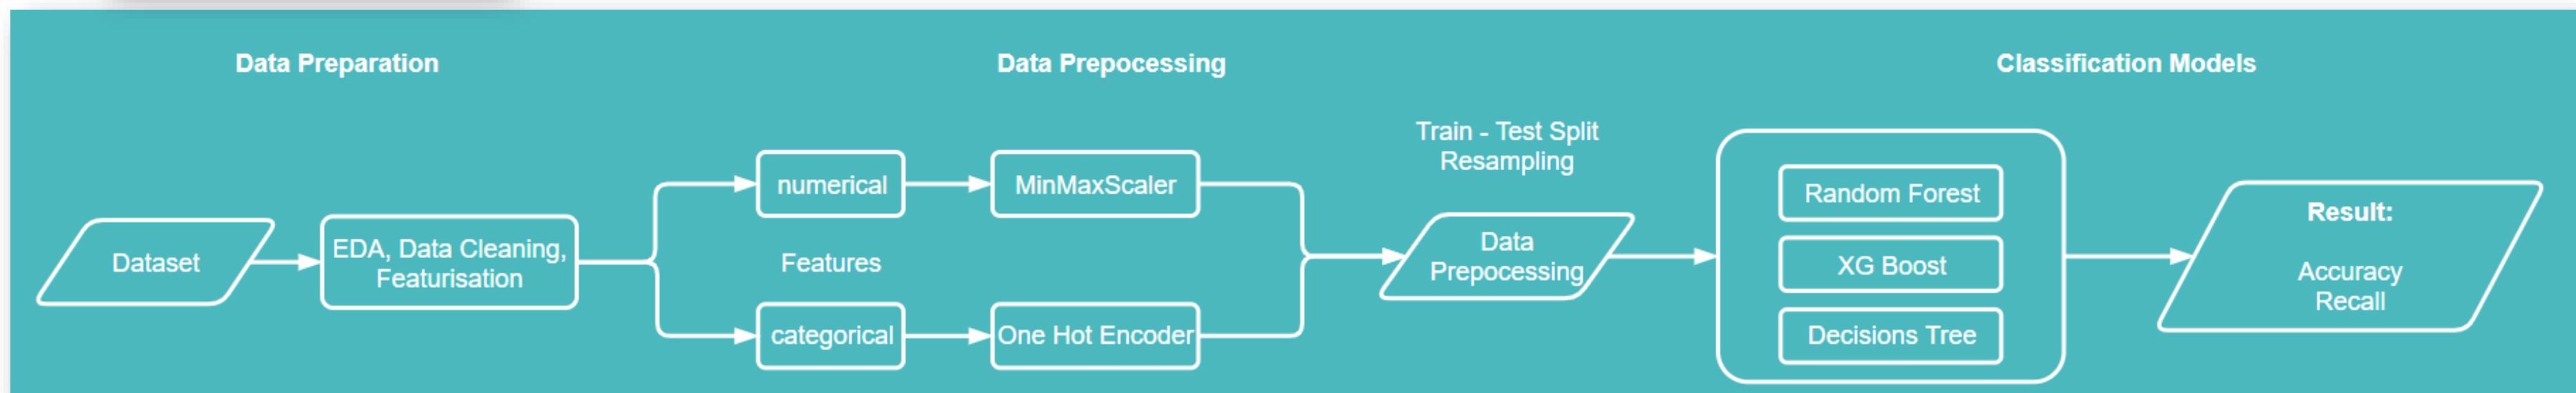 Data Preparation
Data Prepocessing
Classification Models
Dataset
EDA, Data Cleaning,
Featurisation
numerical
MinMaxScaler
Features
categorical
One Hot Encoder
Train - Test Split
Resampling
Data
Prepocessing
Random Forest
XG Boost
Decisions Tree
Result:
Accuracy
Recall